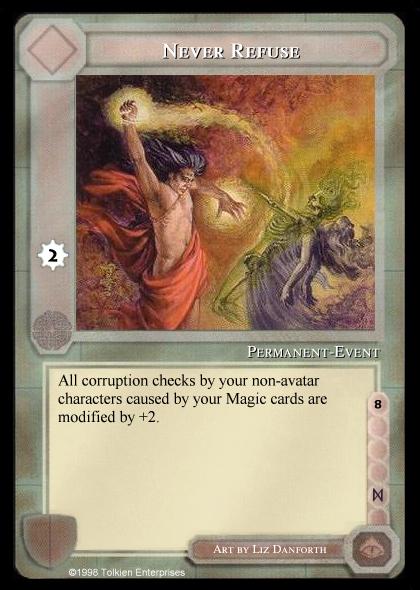 Never Refuse
2
Permanent-Event
All corruption checks by your non-avatar
characters caused by your Magic cards are
modified by +2.
8
ᛞ
Art by Liz Danforth
©1998 Tolkien Enterprises